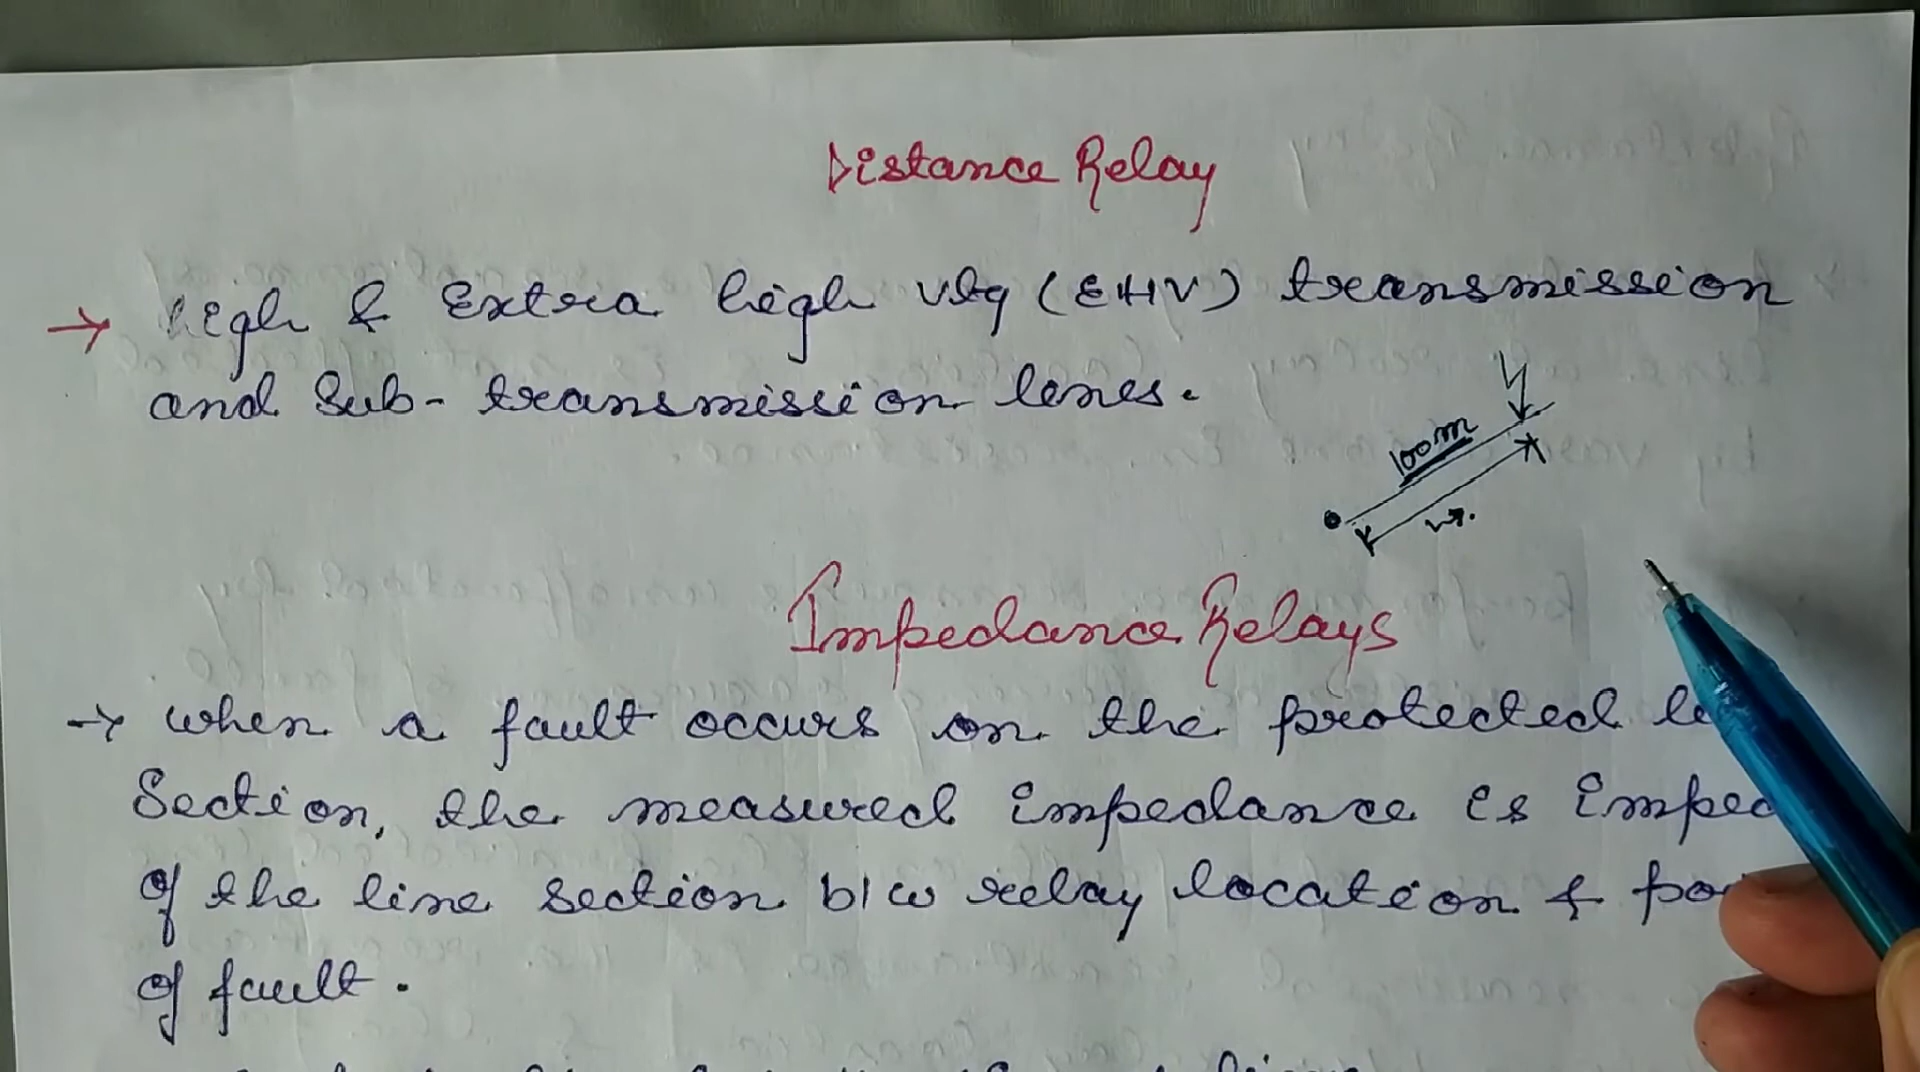 Distance Relay
→ High & Extra high vtg (EHV) transmission
and Sub-transmission lines.
100m
Impedance Relays
→ when a fault occurs on the protected
Section, the measured impedance is
of the line section b/w relay location &
of fault.